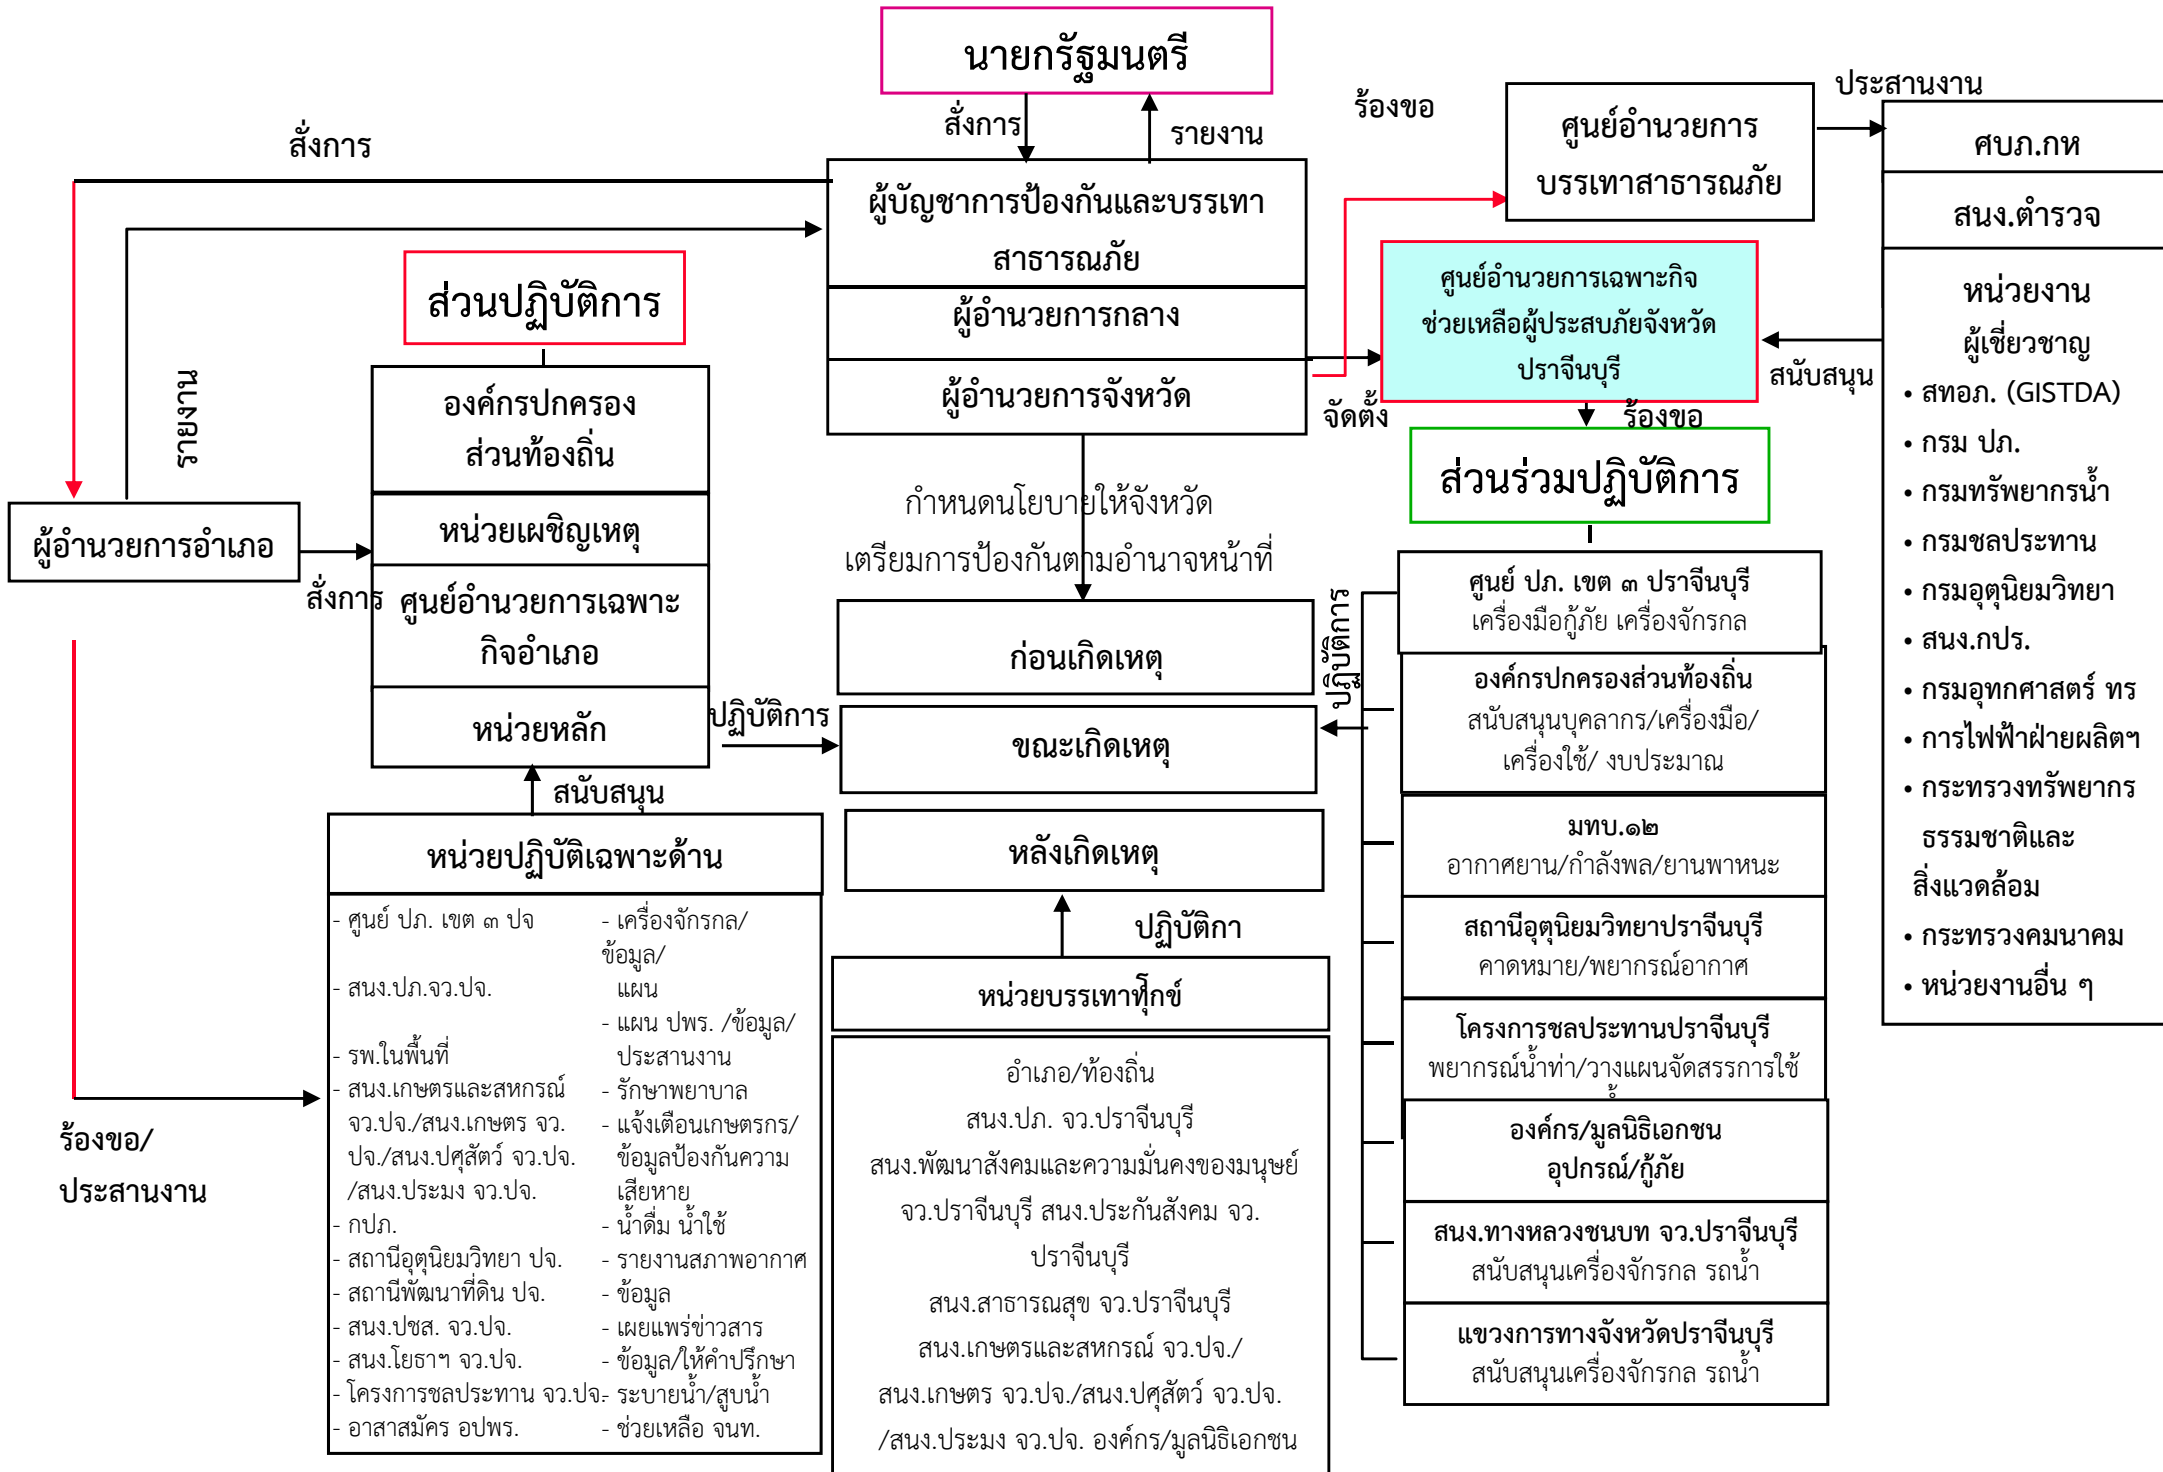 นายกรัฐมนตรี
สั่งการ
รายงาน
สั่งการ
ผู้บัญชาการป้องกันและบรรเทา
สาธารณภัย
ผู้อำนวยการกลาง
ผู้อำนวยการจังหวัด
ร้องขอ
ศูนย์อำนวยการ
บรรเทาสาธารณภัย
ประสานงาน
ศบภ.กห
สนง.ตำรวจ
หน่วยงาน
ผู้เชี่ยวชาญ
• สทอภ. (GISTDA)
• กรม ปภ.
• กรมทรัพยากรน้ำ
• กรมชลประทาน
• กรมอุตุนิยมวิทยา
• สนง.กปร.
• กรมอุทกศาสตร์ ทร
• การไฟฟ้าฝ่ายผลิตฯ
• กระทรวงทรัพยากร
ธรรมชาติและ
สิ่งแวดล้อม
• กระทรวงคมนาคม
• หน่วยงานอื่น ๆ
ศูนย์อำนวยการเฉพาะกิจ
ช่วยเหลือผู้ประสบภัยจังหวัด
ปราจีนบุรี
สนับสนุน
จัดตั้ง
ร้องขอ
ส่วนร่วมปฏิบัติการ
ส่วนปฏิบัติการ
องค์กรปกครอง
ส่วนท้องถิ่น
หน่วยเผชิญเหตุ
ศูนย์อำนวยการเฉพาะ
กิจอำเภอ
หน่วยหลัก
รายงาน
ผู้อำนวยการอำเภอ
สั่งการ
กำหนดนโยบายให้จังหวัด
เตรียมการป้องกันตามอำนาจหน้าที่
ก่อนเกิดเหตุ
ปฏิบัติการ
ขณะเกิดเหตุ
หลังเกิดเหตุ
ปฏิบัติการ
ศูนย์ ปภ. เขต ๓ ปราจีนบุรี
เครื่องมือกู้ภัย เครื่องจักรกล
องค์กรปกครองส่วนท้องถิ่น
สนับสนุนบุคลากร/เครื่องมือ/
เครื่องใช้/ งบประมาณ
มทบ.๑๒
อากาศยาน/กำลังพล/ยานพาหนะ
สถานีอุตุนิยมวิทยาปราจีนบุรี
คาดหมาย/พยากรณ์อากาศ
โครงการชลประทานปราจีนบุรี
พยากรณ์น้ำท่า/วางแผนจัดสรรการใช้
องค์กร/มูลนิธิเอกชน
อุปกรณ์/กู้ภัย
สนง.ทางหลวงชนบท จว.ปราจีนบุรี
สนับสนุนเครื่องจักรกล รถน้ำ
แขวงการทางจังหวัดปราจีนบุรี
สนับสนุนเครื่องจักรกล รถน้ำ
สนับสนุน
หน่วยปฏิบัติเฉพาะด้าน
- ศูนย์ ปภ. เขต ๓ ปจ - เครื่องจักรกล/
ข้อมูล/
- สนง.ปภ.จว.ปจ. แผน
- แผน ปพร. /ข้อมูล/
- รพ.ในพื้นที่ ประสานงาน
- สนง.เกษตรและสหกรณ์ - รักษาพยาบาล
จว.ปจ./สนง.เกษตร จว. - แจ้งเตือนเกษตรกร/
ปจ./สนง.ปศุสัตว์ จว.ปจ. ข้อมูลป้องกันความ
/สนง.ประมง จว.ปจ. เสียหาย
- กปภ. - น้ำดื่ม น้ำใช้
- สถานีอุตุนิยมวิทยา ปจ. - รายงานสภาพอากาศ
- สถานีพัฒนาที่ดิน ปจ. - ข้อมูล
- สนง.ปชส. จว.ปจ. - เผยแพร่ข่าวสาร
- สนง.โยธาฯ จว.ปจ. - ข้อมูล/ให้คำปรึกษา
- โครงการชลประทาน จว.ปจ. - ระบายน้ำ/สูบน้ำ
- อาสาสมัคร อปพร. - ช่วยเหลือ จนท.
ร้องขอ/
ประสานงาน
ปฏิบัติกา
หน่วยบรรเทาทุกข์
อำเภอ/ท้องถิ่น
สนง.ปภ. จว.ปราจีนบุรี
สนง.พัฒนาสังคมและความมั่นคงของมนุษย์
จว.ปราจีนบุรี สนง.ประกันสังคม จว.
ปราจีนบุรี
สนง.สาธารณสุข จว.ปราจีนบุรี
สนง.เกษตรและสหกรณ์ จว.ปจ./
สนง.เกษตร จว.ปจ./สนง.ปศุสัตว์ จว.ปจ.
/สนง.ประมง จว.ปจ. องค์กร/มูลนิธิเอกชน